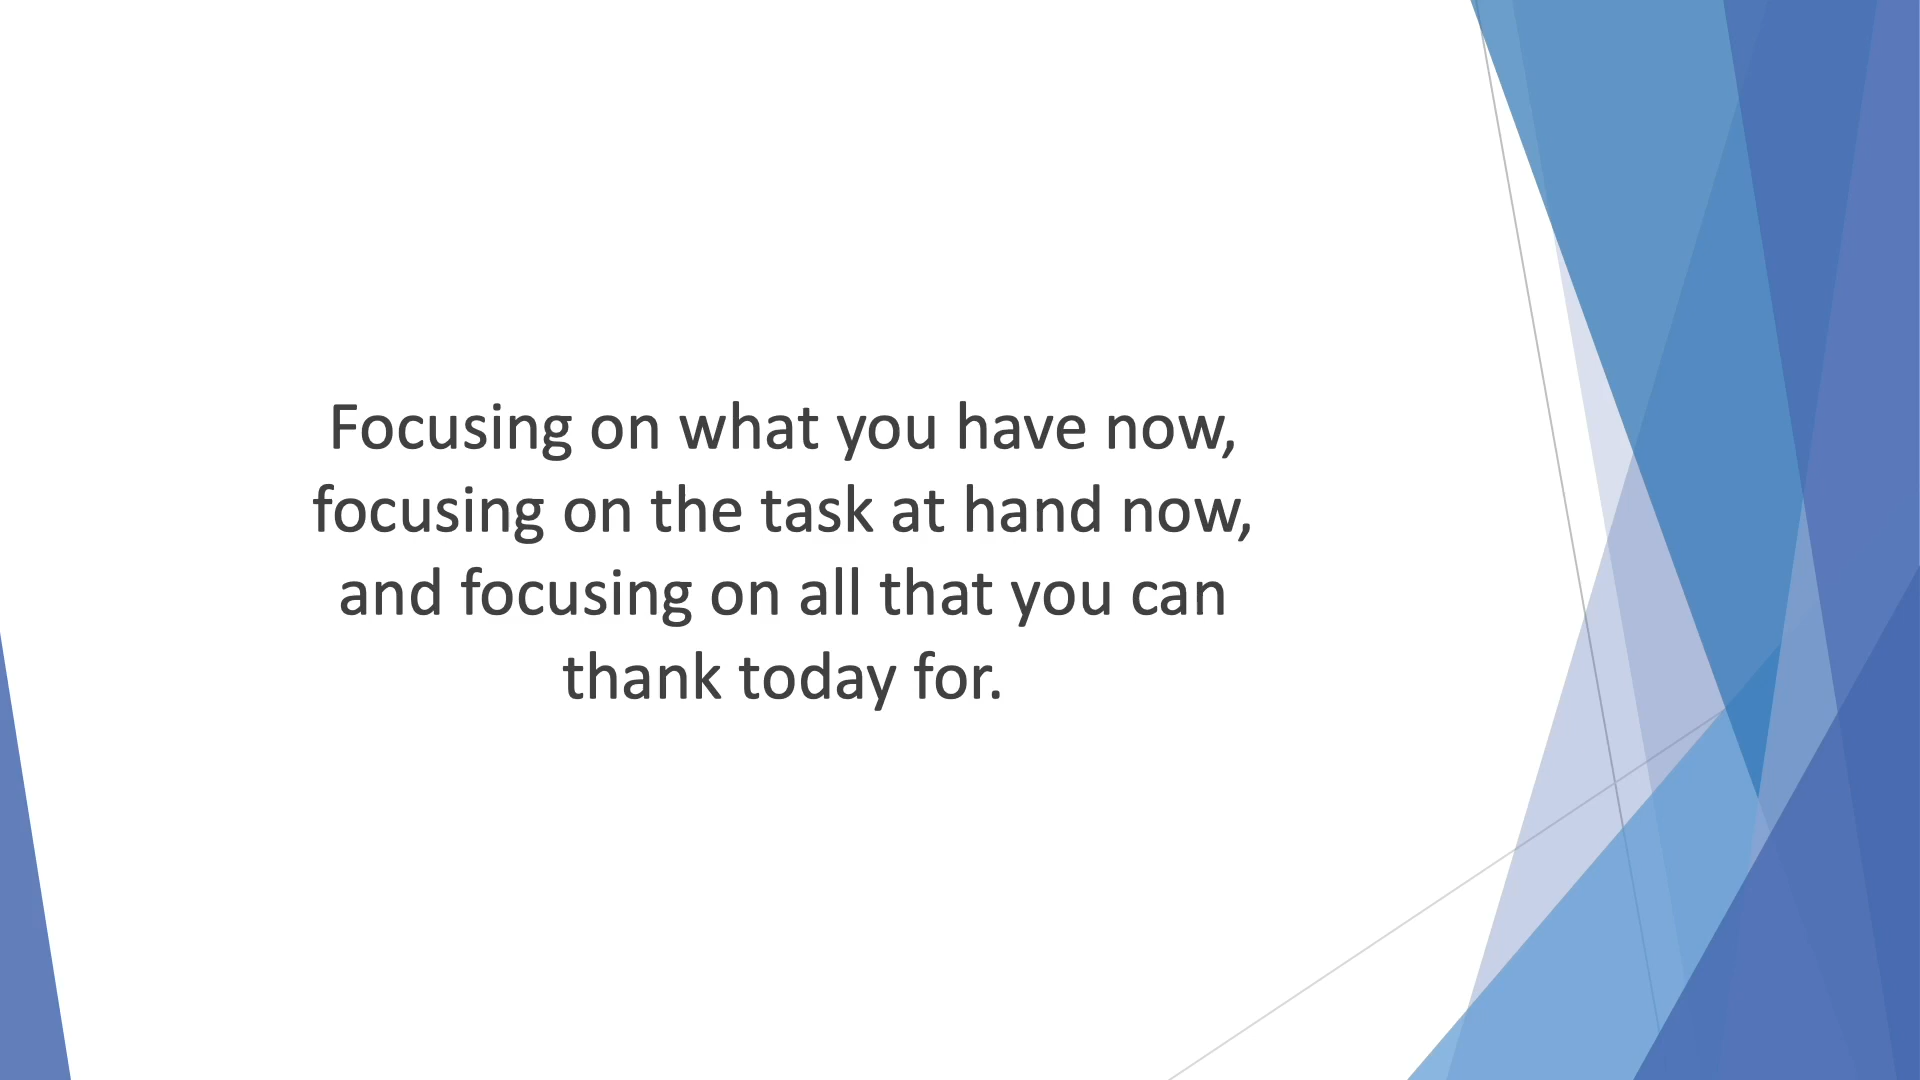 Focusing on what you have now,
focusing on the task at hand now,
and focusing on all that you can
thank today for.